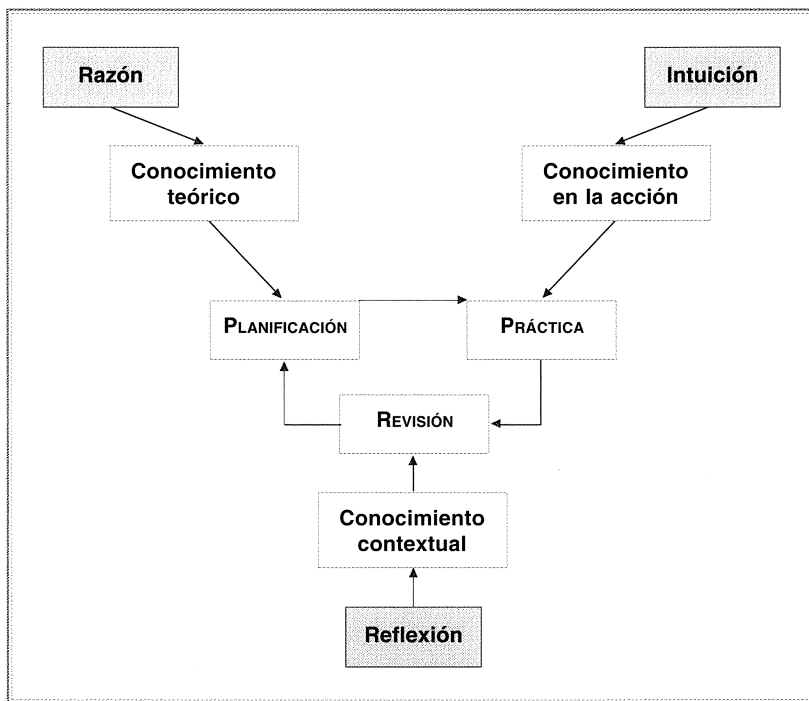 Razón
Intuición
Conocimiento
teórico
Conocimiento
en la acción
PLANIFICACIÓN
PRÁCTICA
REVISIÓN
Conocimiento
contextual
Reflexión